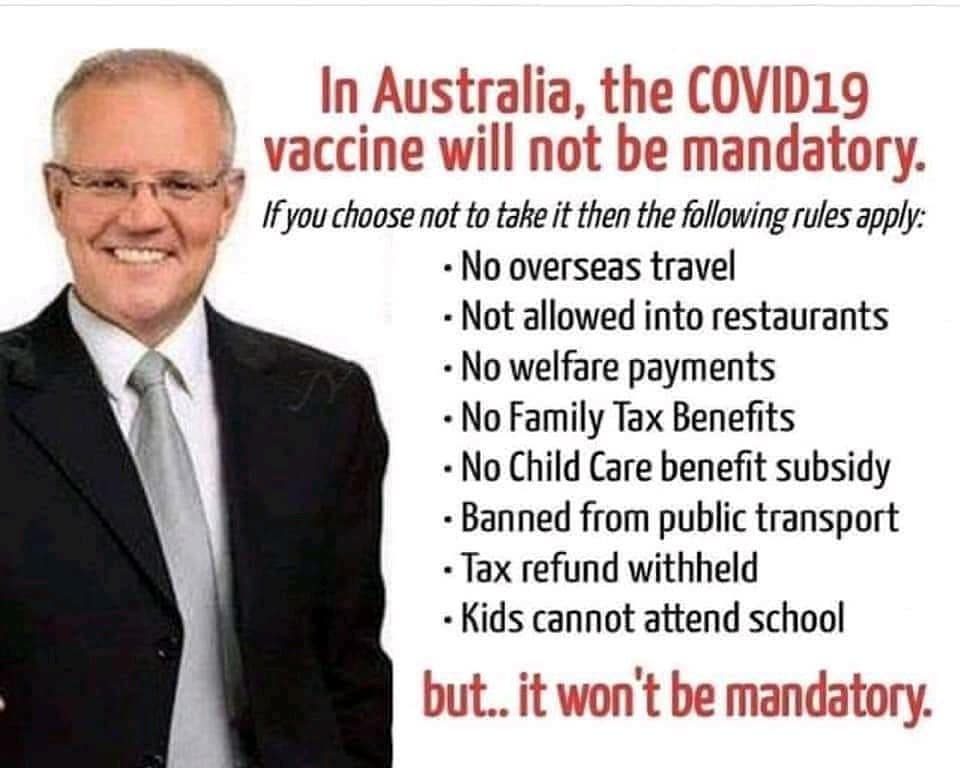 In Australia, the COVID19
vaccine will not be mandatory.
If you choose not to take it then the following rules apply:
· No overseas travel
· Not allowed into restaurants
· No welfare payments
· No Family Tax Benefits
· No Child Care benefit subsidy
· Banned from public transport
· Tax refund withheld
· Kids cannot attend school
but.. it won't be mandatory.